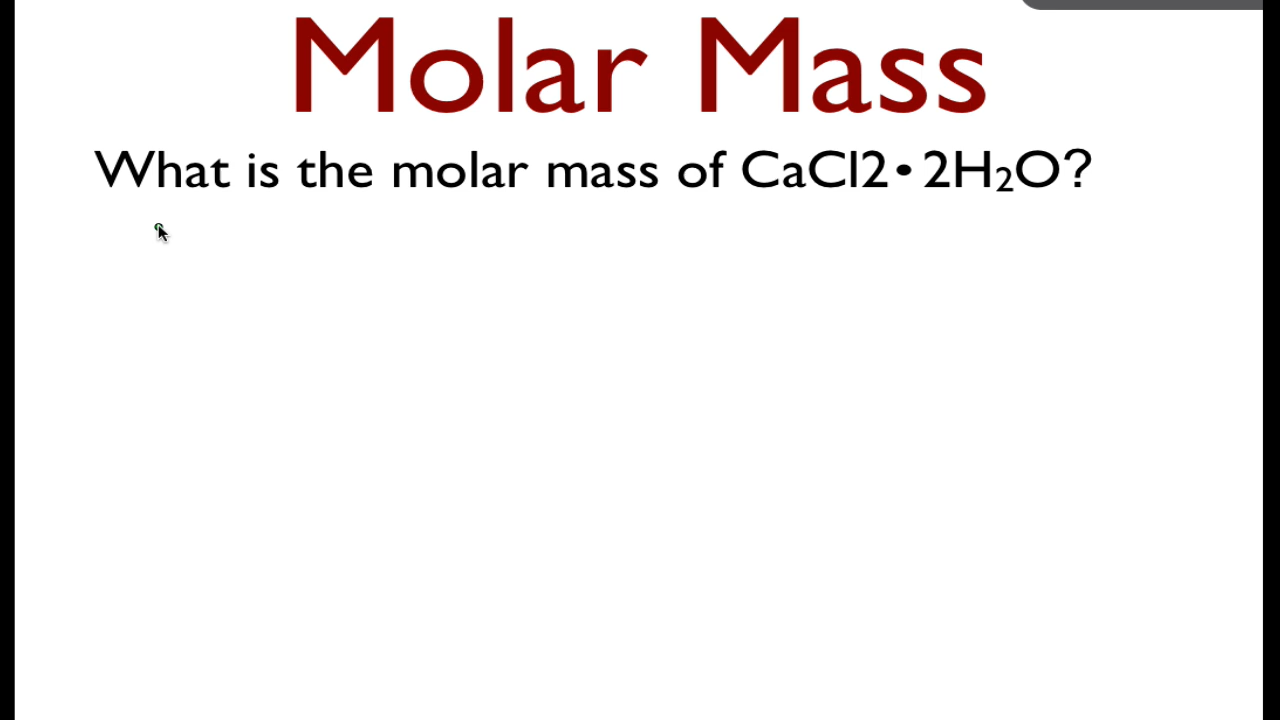 Molar Mass
What is the molar mass of CaCl2•2H₂O?